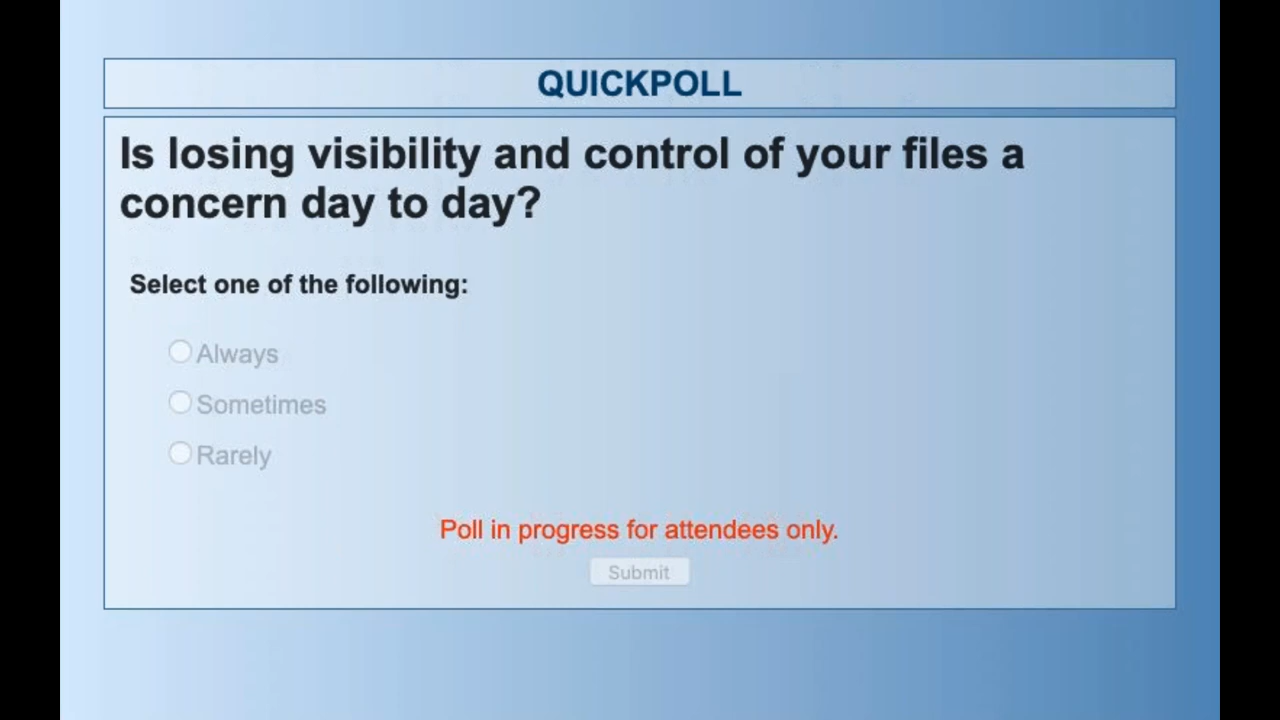 QUICKPOLL
Is losing visibility and control of your files a
concern day to day?
Select one of the following:
Always
Sometimes
Rarely
Poll in progress for attendees only.
Submit